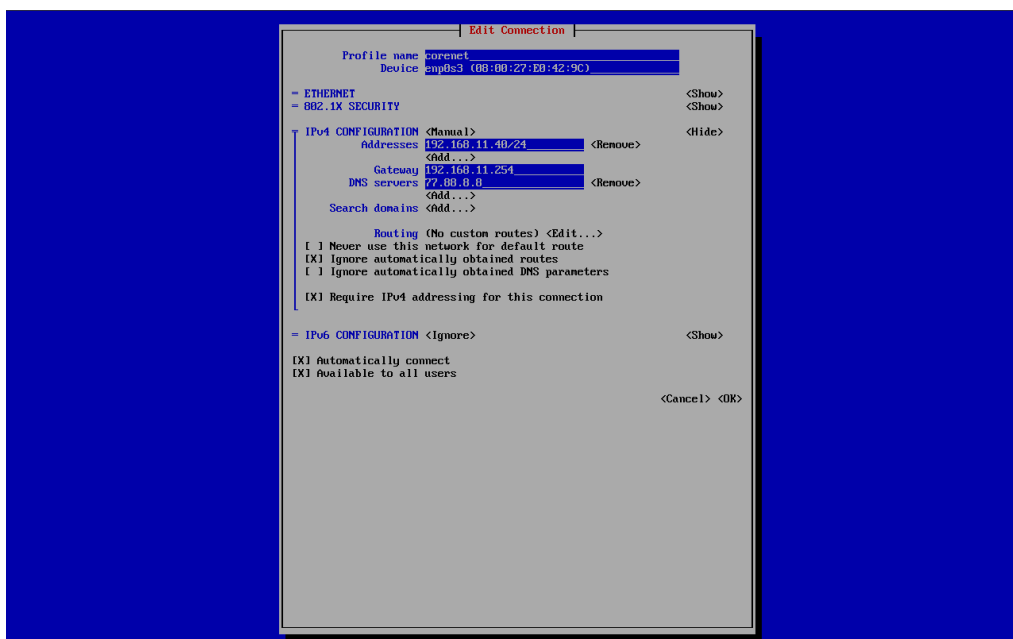 Edit Connection
Profile name corenet
Device enp0s3 (08:00:27:E0:42:9C)
= ETHERNET <Show>
= 802.1X SECURITY <Show>
IPv4 CONFIGURATION <Manual> <Hide>
Addresses 192.168.11.40/24 <Remove>
<Add...>
Gateway 192.168.11.254
DNS servers 77.88.8.8 <Remove>
<Add...>
Search domains <Add...>
Routing (No custom routes) <Edit...>
[ ] Never use this network for default route
[X] Ignore automatically obtained routes
[ ] Ignore automatically obtained DNS parameters
[X] Require IPv4 addressing for this connection
= IPv6 CONFIGURATION <Ignore> <Show>
[X] Automatically connect
[X] Available to all users
<Cancel> <OK>